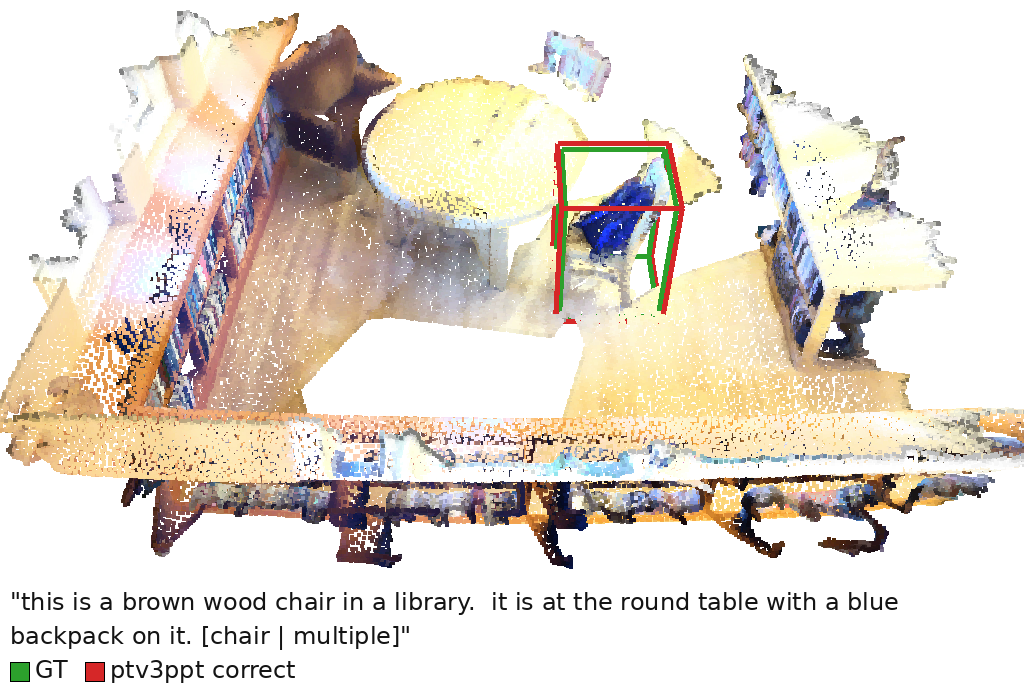 "this is a brown wood chair in a library.  it is at the round table with a blue
backpack on it. [chair | multiple]"
GT ptv3ppt correct